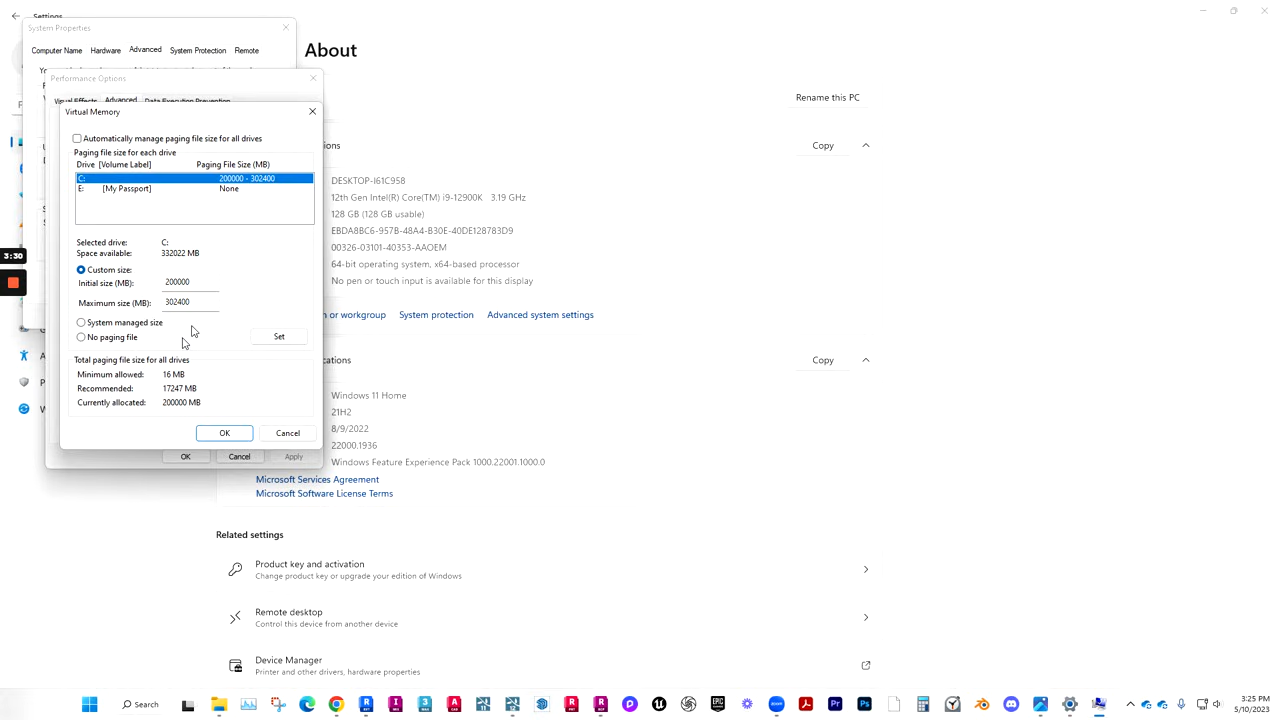 Settings
System Properties
Computer Name Hardware Advanced System Protection Remote
About
Performance Options
Visual Effects Advanced Data Execution Prevention
Rename this PC
Virtual Memory
Automatically manage paging file size for all drives
Paging file size for each drive
Drive [Volume Label] Paging File Size (MB)
C: 200000 - 302400
E: [My Passport] None
Selected drive: C:
Space available: 332022 MB
Custom size:
Initial size (MB): 200000
Maximum size (MB): 302400
System managed size
No paging file
Set
Total paging file size for all drives
Minimum allowed: 16 MB
Recommended: 17247 MB
Currently allocated: 200000 MB
OK Cancel
OK Cancel Apply
3:30
ions Copy
DESKTOP-I61C958
12th Gen Intel(R) Core(TM) i9-12900K 3.19 GHz
128 GB (128 GB usable)
EBDA8BC6-957B-48A4-B30E-40DE128783D9
00326-03101-40353-AAOEM
64-bit operating system, x64-based processor
No pen or touch input is available for this display
n or workgroup System protection Advanced system settings
cations Copy
Windows 11 Home
21H2
8/9/2022
22000.1936
Windows Feature Experience Pack 1000.22001.1000.0
Microsoft Services Agreement
Microsoft Software License Terms
Related settings
Product key and activation
Change product key or upgrade your edition of Windows
Remote desktop
Control this device from another device
Device Manager
Printer and other drivers, hardware properties
Search
3:25 PM
5/10/2023